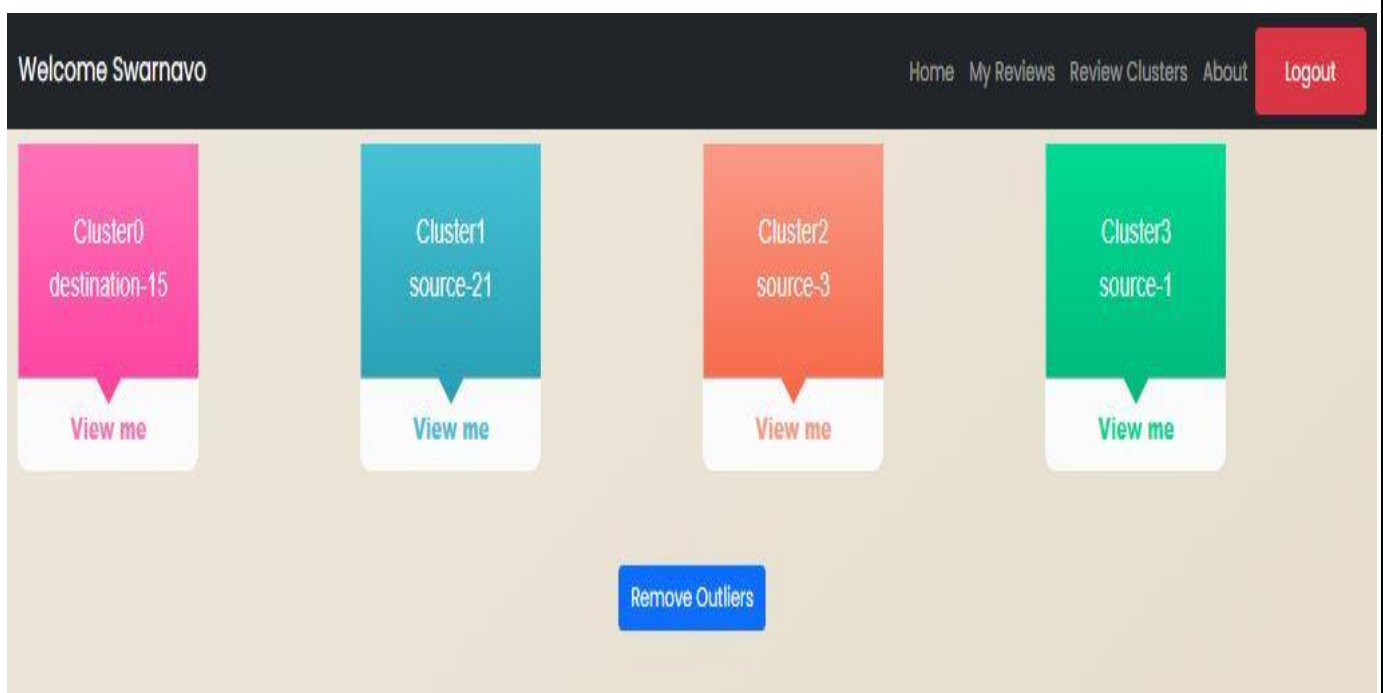 Welcome Swarnavo
Home My Reviews Review Clusters About Logout
Cluster0
destination-15
View me
Cluster1
source-21
View me
Cluster2
source-3
View me
Cluster3
source-1
View me
Remove Outliers